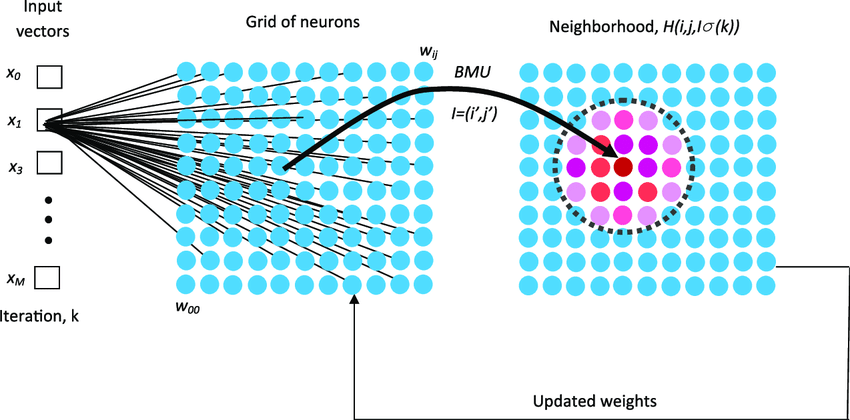 Input
vectors
Grid of neurons
Neighborhood, H(i,j,Iσ(k))
x0
wij
BMU
x1
I=(i’,j’)
x3
xM
w00
Iteration, k
Updated weights